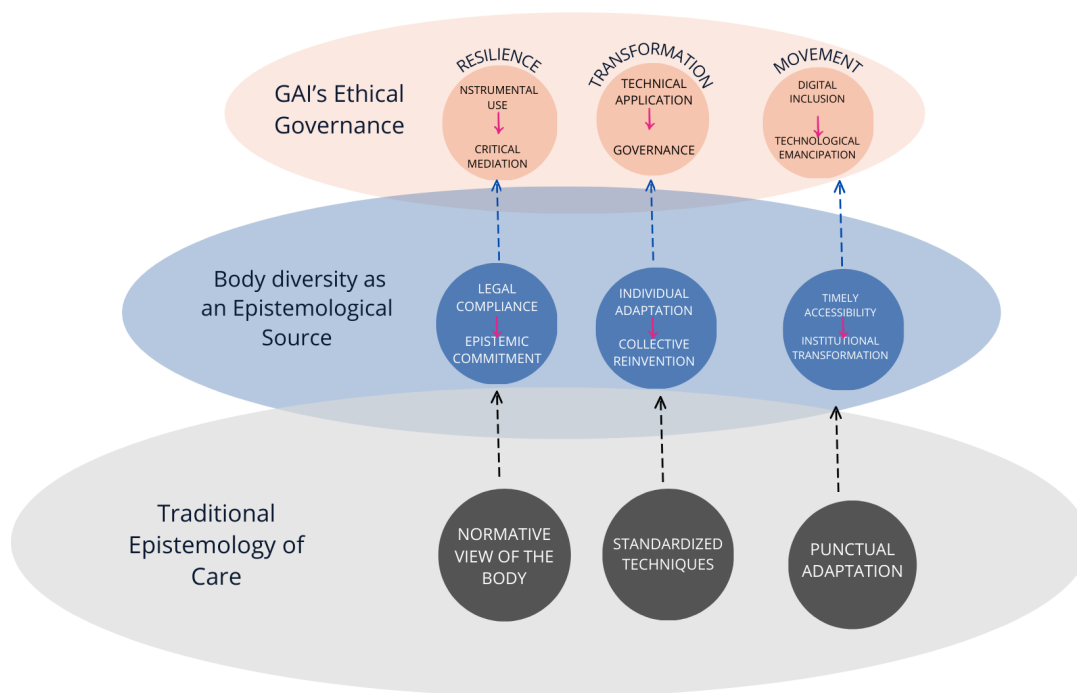 GAI's Ethical
Governance
RESILIENCE
NSTRUMENTAL
USE
CRITICAL
MEDIATION
TRANSFORMATION
TECHNICAL
APPLICATION
GOVERNANCE
MOVEMENT
DIGITAL
INCLUSION
TECHNOLOGICAL
EMANCIPATION
Body diversity as
an Epistemological
Source
LEGAL
COMPLIANCE
EPISTEMIC
COMMITMENT
INDIVIDUAL
ADAPTATION
COLLECTIVE
REINVENTION
TIMELY
ACCESSIBILITY
INSTITUTIONAL
TRANSFORMATION
Traditional
Epistemology of
Care
NORMATIVE
VIEW OF THE
BODY
STANDARDIZED
TECHNIQUES
PUNCTUAL
ADAPTATION